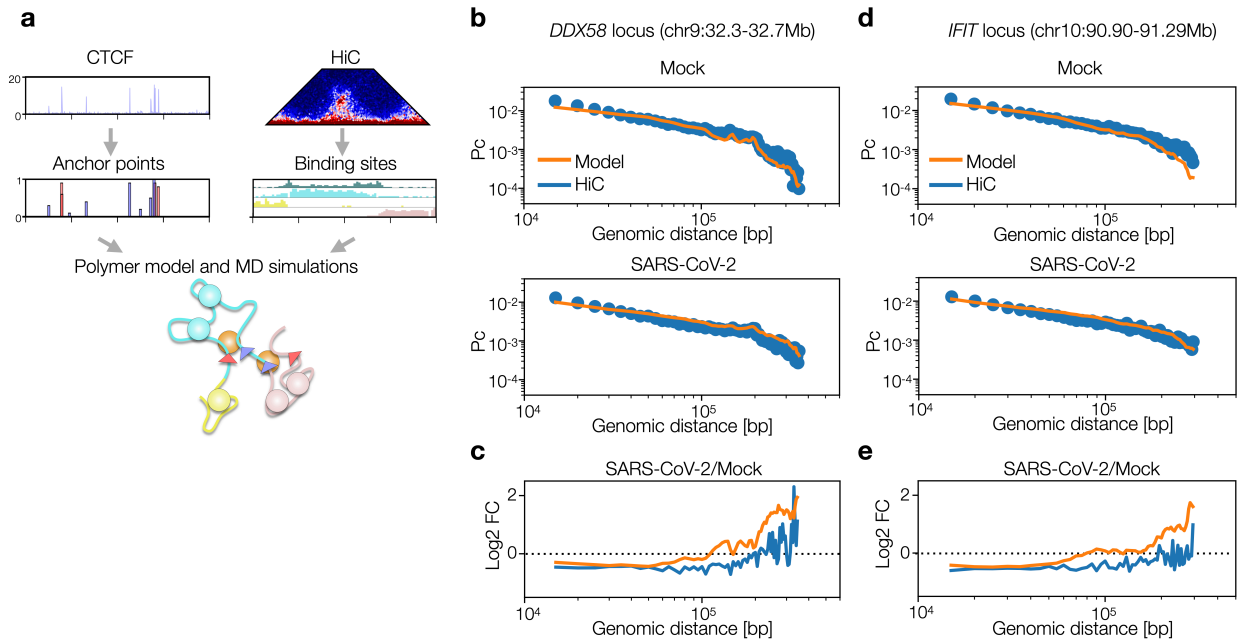 a
CTCF
20
0
HiC
Anchor points
1
0
Binding sites
Polymer model and MD simulations
b
DDX58 locus (chr9:32.3-32.7Mb)
Mock
Pc
10-2
10-3
10-4
Model
HiC
10⁴
10⁵
Genomic distance [bp]
SARS-CoV-2
Pc
10-2
10-3
10-4
10⁴
10⁵
Genomic distance [bp]
c
SARS-CoV-2/Mock
Log2 FC
2
0
10⁴
10⁵
Genomic distance [bp]
d
IFIT locus (chr10:90.90-91.29Mb)
Mock
Pc
10-2
10-3
10-4
Model
HiC
10⁴
10⁵
Genomic distance [bp]
SARS-CoV-2
Pc
10-2
10-3
10-4
10⁴
10⁵
Genomic distance [bp]
e
SARS-CoV-2/Mock
Log2 FC
2
0
10⁴
10⁵
Genomic distance [bp]